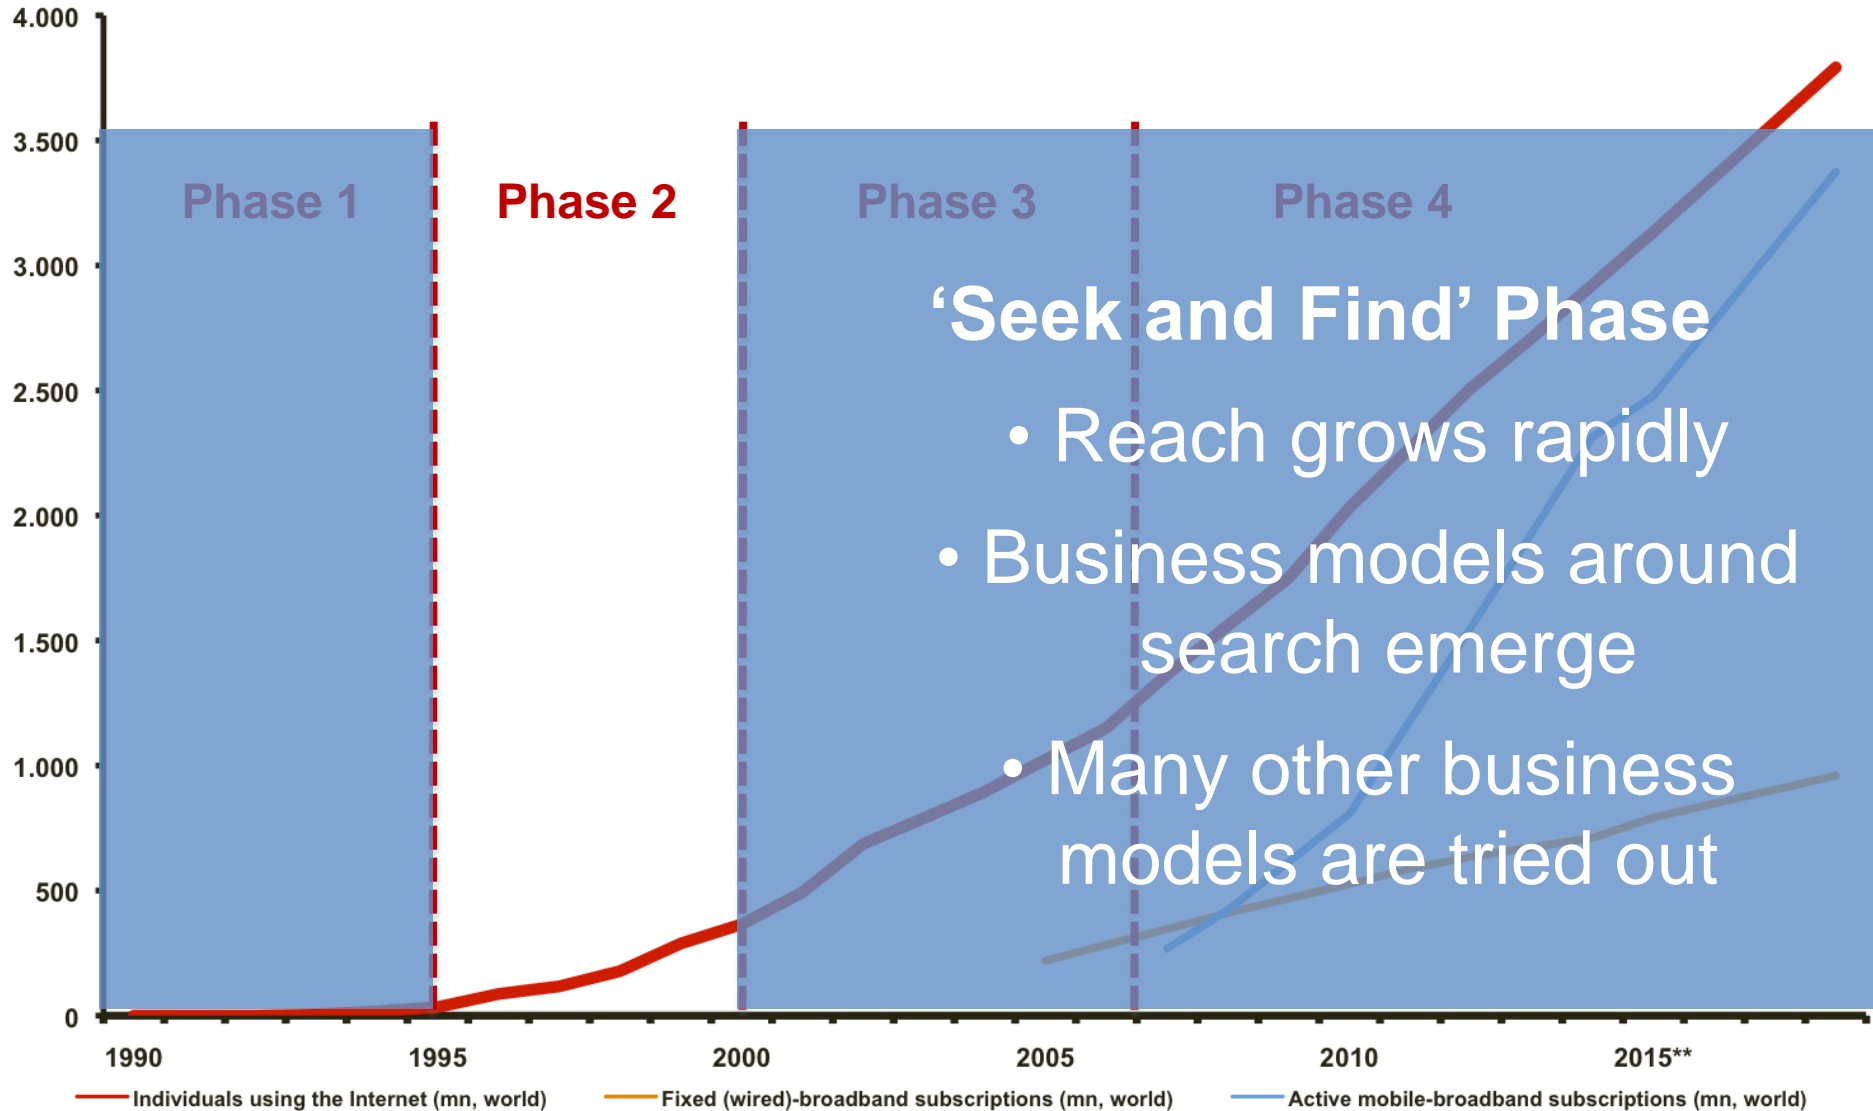 4.000
3.500
3.000
2.500
2.000
1.500
1.000
500
0
Phase 1
Phase 2
Phase 3
Phase 4
‘Seek and Find’ Phase
• Reach grows rapidly
• Business models around
search emerge
• Many other business
models are tried out
1990
1995
2000
2005
2010
2015**
Individuals using the Internet (mn, world)
Fixed (wired)-broadband subscriptions (mn, world)
Active mobile-broadband subscriptions (mn, world)